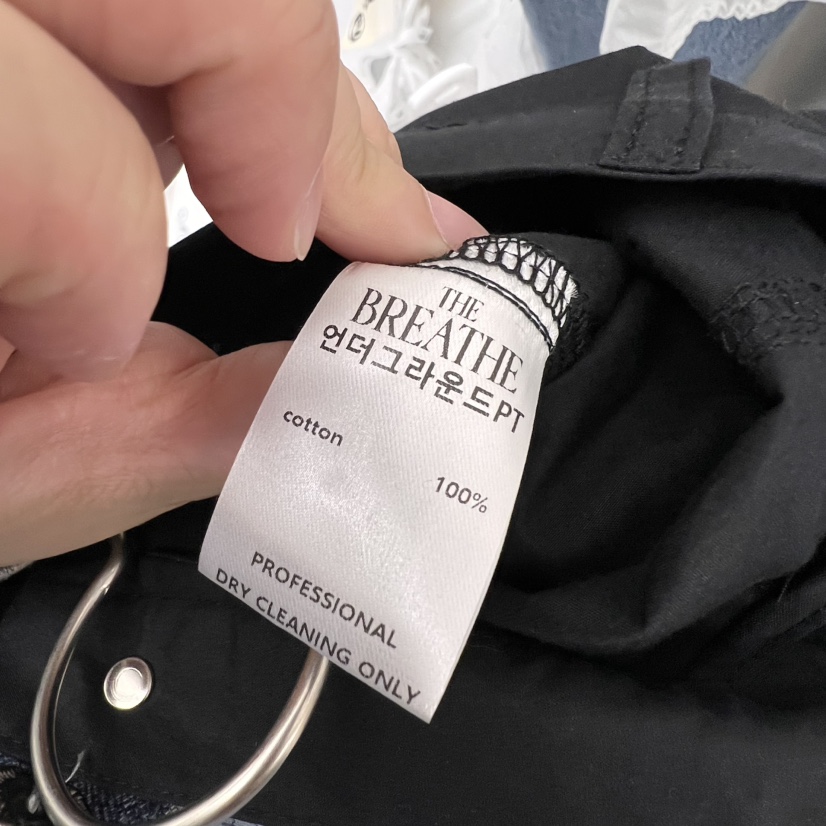 THE
BREATHE
언더그라운드PT
cotton
100%
PROFESSIONAL
DRY CLEANING ONLY